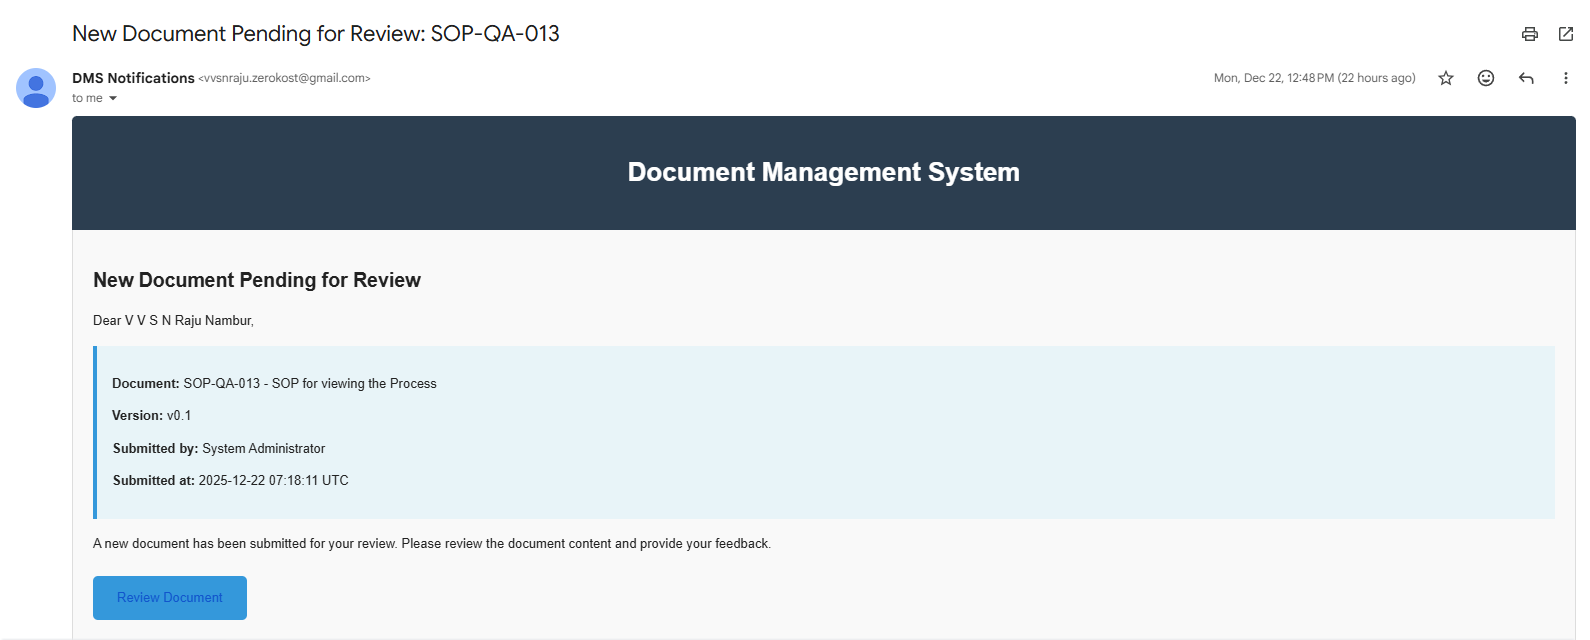 New Document Pending for Review: SOP-QA-013
DMS Notifications <vvsnraju.zerokost@gmail.com>
Mon, Dec 22, 12:48 PM (22 hours ago)
to me
Document Management System
New Document Pending for Review
Dear V V S N Raju Nambur,
Document: SOP-QA-013 - SOP for viewing the Process
Version: v0.1
Submitted by: System Administrator
Submitted at: 2025-12-22 07:18:11 UTC
A new document has been submitted for your review. Please review the document content and provide your feedback.
Review Document